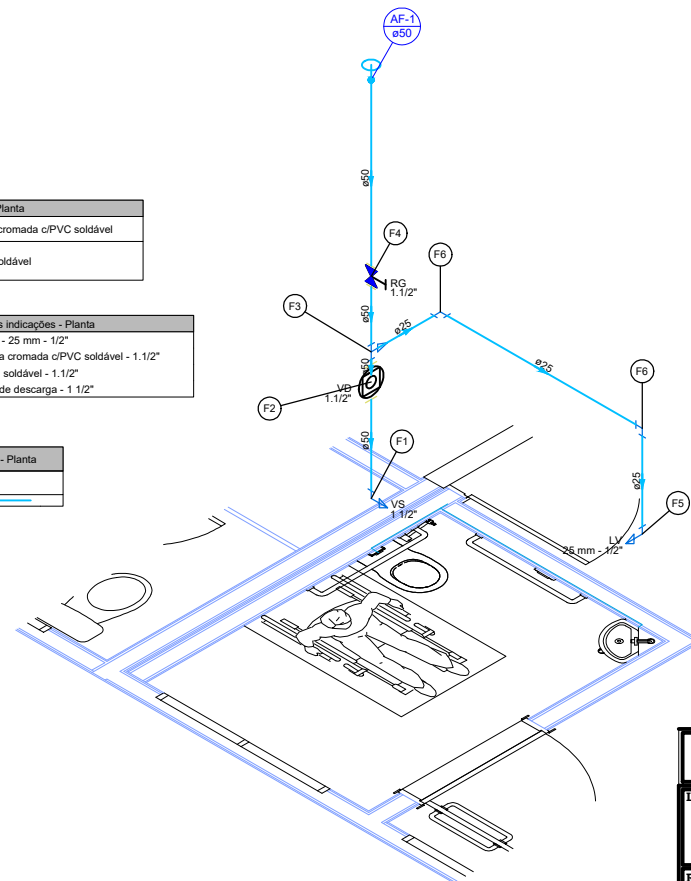 AF-1
ø50
ø50
Planta
cromada c/PVC soldável
oldável
F4
RG
1.1/2"
F6
F3
ø50
ø25
s indicações - Planta
- 25 mm - 1/2"
a cromada c/PVC soldável - 1.1/2"
soldável - 1.1/2"
de descarga - 1 1/2"
ø50
ø25
VD
1.1/2"
F2
F6
ø50
F1
- Planta
ø25
VS
1 1/2"
F5
LV
25 mm - 1/2"